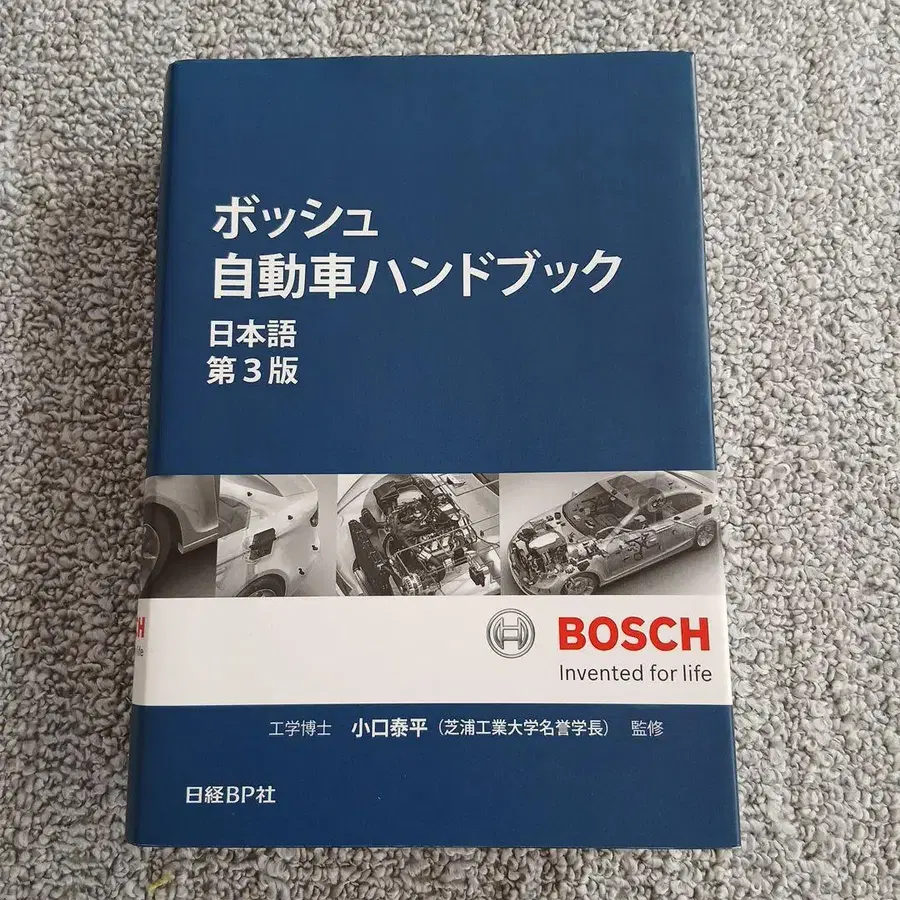 ボッシュ
自動車ハンドブック
日本語
第3版
BOSCH
Invented for life
H
life
工学博士 小口泰平（芝浦工業大学名誉学長） 監修
日経BP社